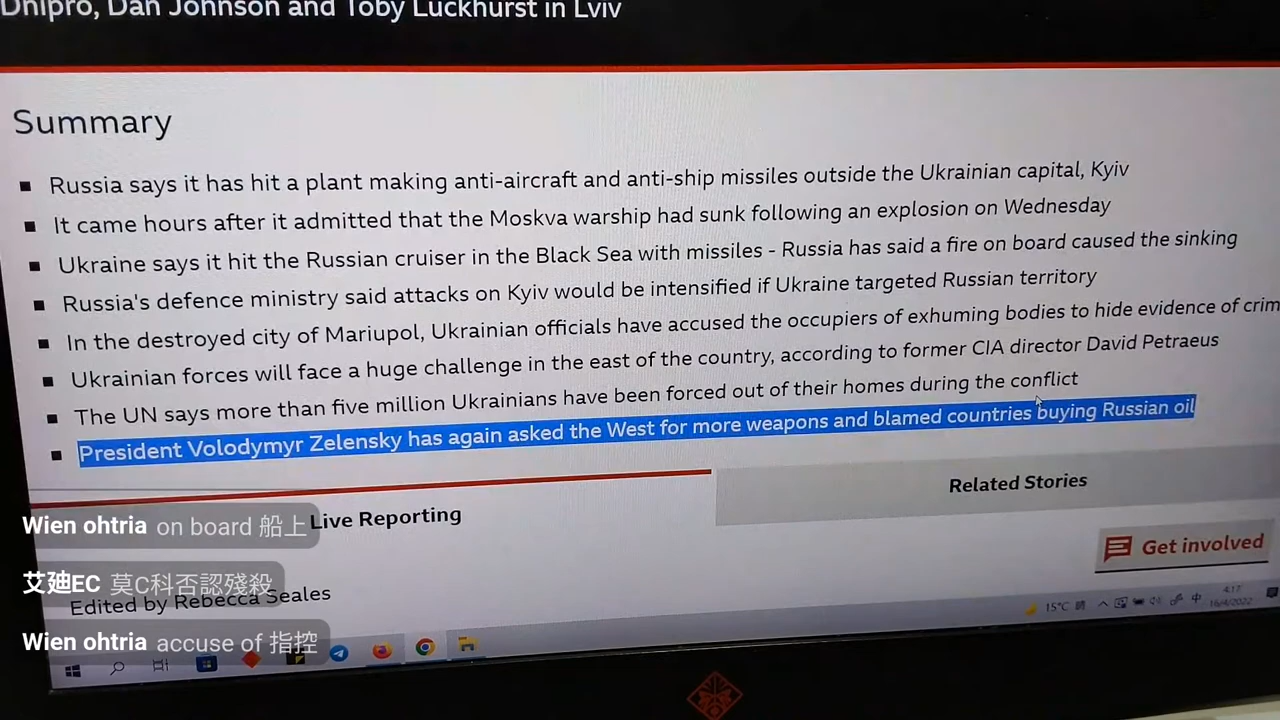 Dnipro, Dan Johnson and Toby Luckhurst in Lviv
Summary
Russia says it has hit a plant making anti-aircraft and anti-ship missiles outside the Ukrainian capital, Kyiv
It came hours after it admitted that the Moskva warship had sunk following an explosion on Wednesday
Ukraine says it hit the Russian cruiser in the Black Sea with missiles - Russia has said a fire on board caused the sinking
Russia's defence ministry said attacks on Kyiv would be intensified if Ukraine targeted Russian territory
In the destroyed city of Mariupol, Ukrainian officials have accused the occupiers of exhuming bodies to hide evidence of crim
Ukrainian forces will face a huge challenge in the east of the country, according to former CIA director David Petraeus
The UN says more than five million Ukrainians have been forced out of their homes during the conflict
President Volodymyr Zelensky has again asked the West for more weapons and blamed countries buying Russian oil
Live Reporting
Related Stories
Get involved
Edited by Rebecca Seales
Wien ohtria on board 船上
艾廸EC 莫C科否認殘殺
Wien ohtria accuse of 指控
15°C 晴
中
4:17
16/4/2022